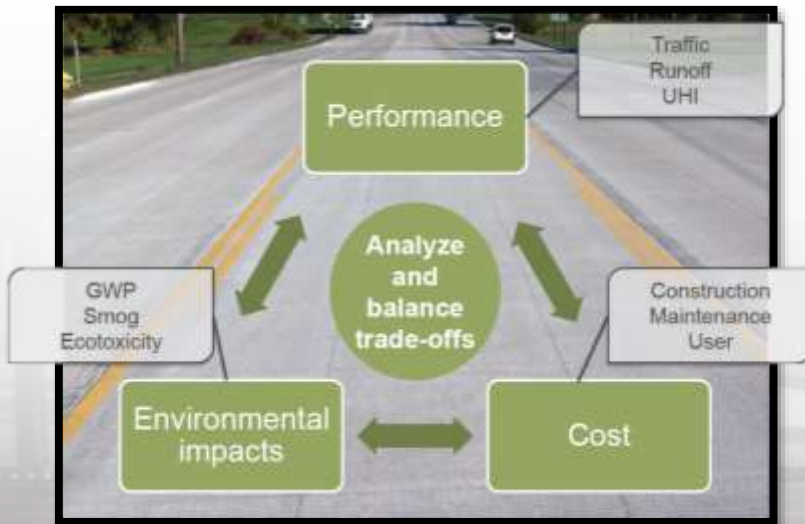 Traffic
Runoff
UHI
Performance
Analyze
and
balance
trade-offs
GWP
Smog
Ecotoxicity
Construction
Maintenance
User
Environmental
impacts
Cost